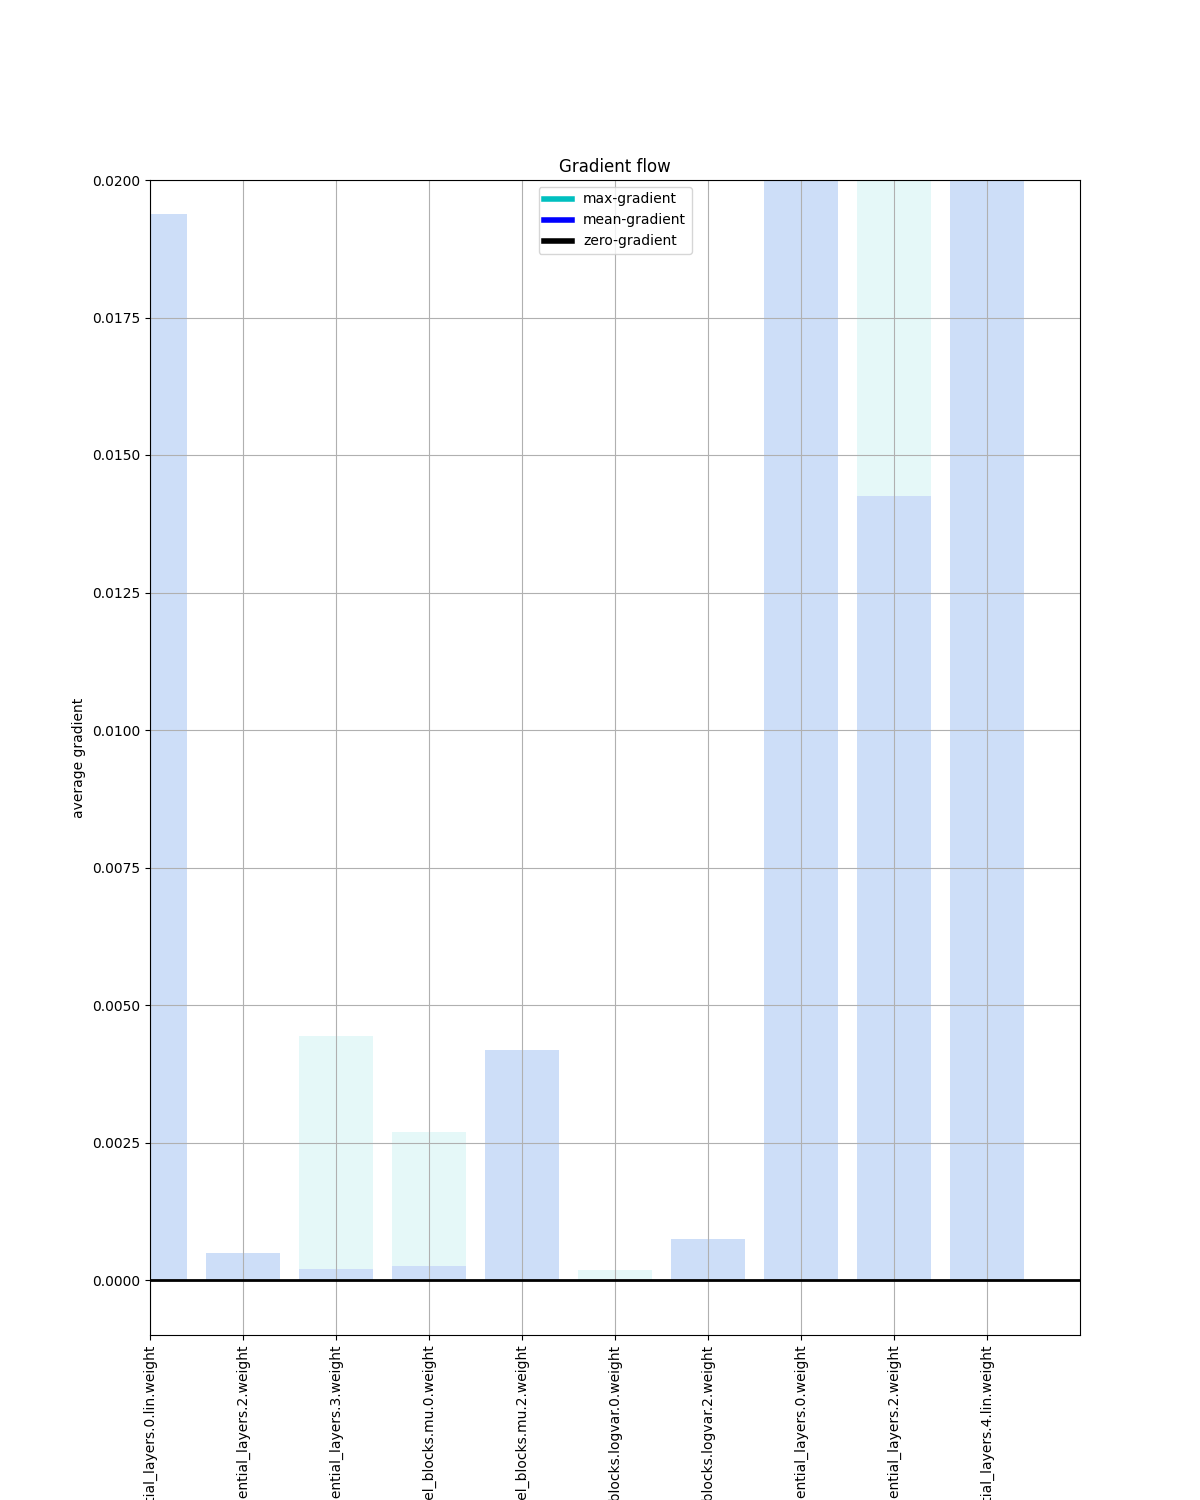 Gradient flow
max-gradient
mean-gradient
zero-gradient
0.0200
0.0175
0.0150
0.0125
0.0100
0.0075
0.0050
0.0025
0.0000
average gradient
tial_layers.0.lin.weight
ential_layers.2.weight
ential_layers.3.weight
el_blocks.mu.0.weight
el_blocks.mu.2.weight
blocks.logvar.0.weight
blocks.logvar.2.weight
ential_layers.0.weight
ential_layers.2.weight
tial_layers.4.lin.weight